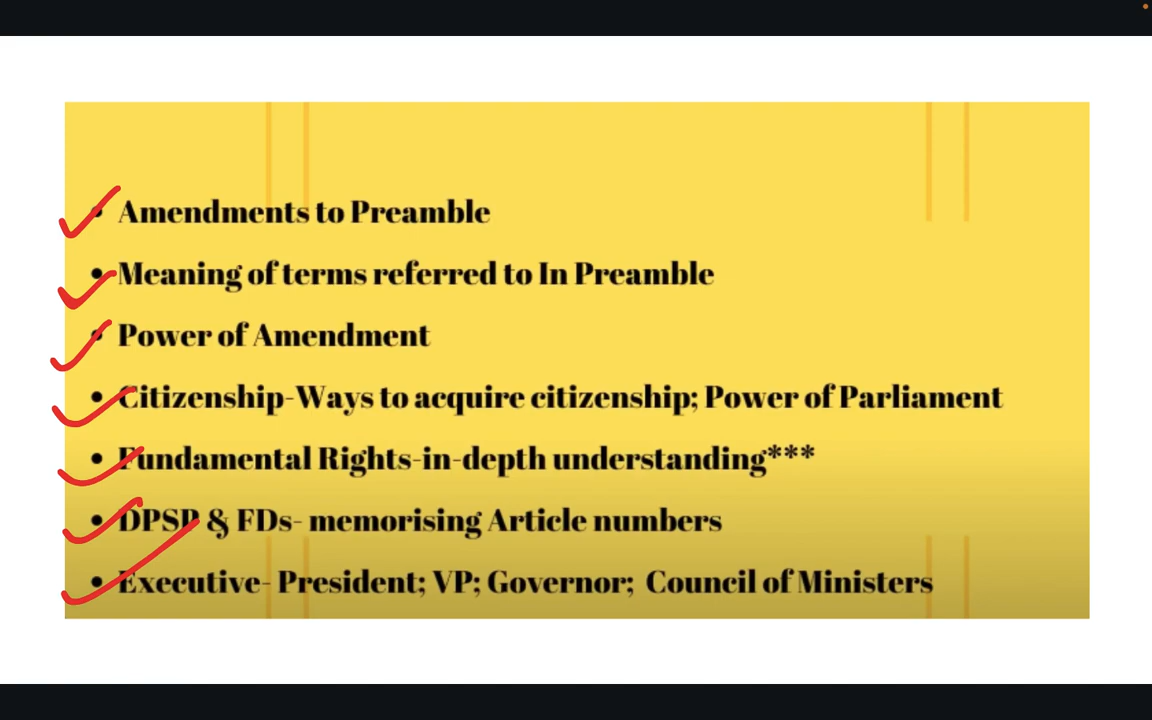 • Amendments to Preamble
• Meaning of terms referred to In Preamble
• Power of Amendment
• Citizenship-Ways to acquire citizenship; Power of Parliament
• Fundamental Rights-in-depth understanding***
• DPSP & FDs- memorising Article numbers
• Executive- President; VP; Governor; Council of Ministers